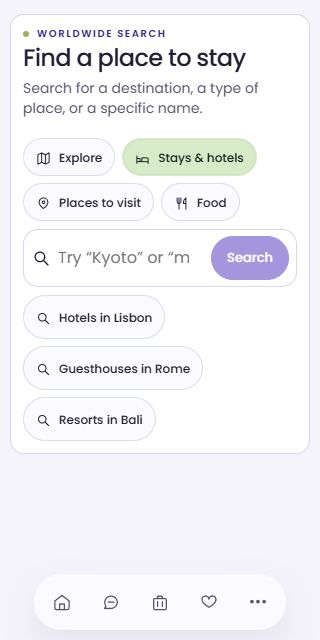 WORLDWIDE SEARCH
Find a place to stay
Search for a destination, a type of
place, or a specific name.
Explore
Stays & hotels
Places to visit
Food
Try “Kyoto” or “m
Search
Hotels in Lisbon
Guesthouses in Rome
Resorts in Bali